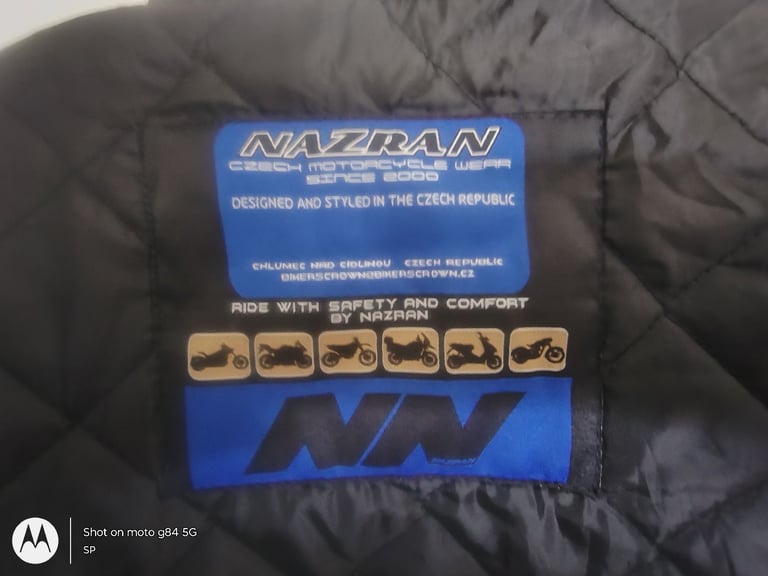 NAZRAN
CZECH MOTORCYCLE WEAR
SINCE 2000
DESIGNED AND STYLED IN THE CZECH REPUBLIC
CHLUMEC NAD CIDLINOU CZECH REPUBLIC
BIKERSCROWN@BIKERSCROWN.CZ
RIDE WITH SAFETY AND COMFORT
BY NAZRAN
NN
NAZRAN
Shot on moto g84 5G
SP